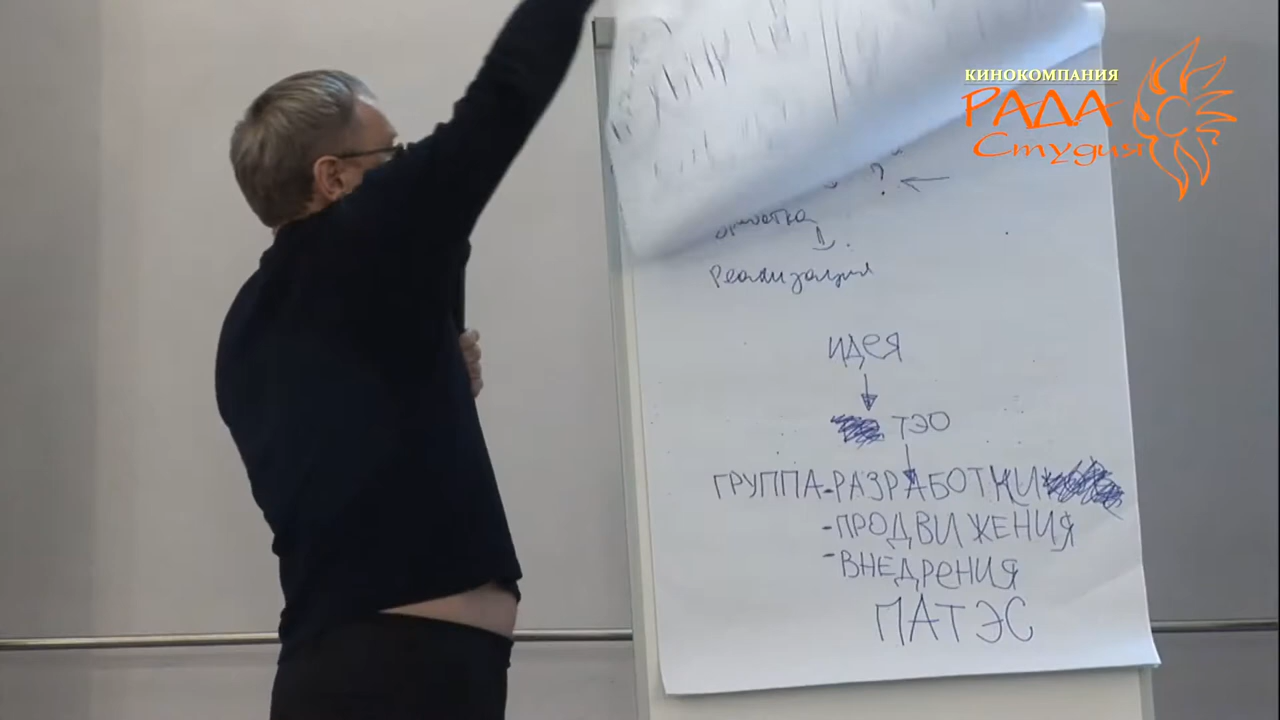 КИНОКОМПАНИЯ
РАДА
Студия
?
Реализация
ИДЕЯ
ТЭО
ГРУППА-РАЗРАБОТКИ
-ПРОДВИЖЕНИЯ
-ВНЕДРЕНИЯ
ПАТЭС